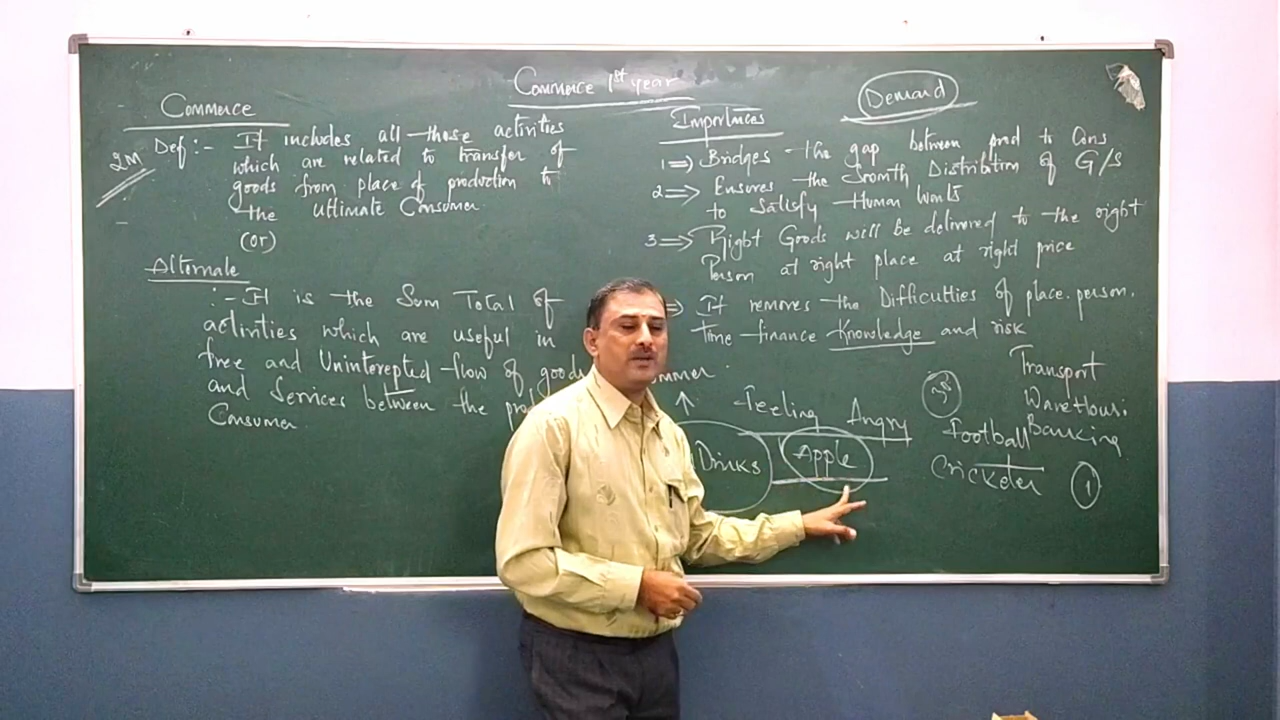 Commerce 1st year
Commerce
2M
Def :- It includes all those activities
which are related to transfer of
goods from place of production to
the Ultimate Consumer
(or)
Alternate
:- It is the Sum Total of
activities which are useful in
free and Uninterepted flow of goods
and Services between the
Consumer
Demand
Importances
1 => Bridges the gap between prod to Cons
2 => Ensures the Smooth Distribution of G/S
to Satisfy Human Wants
3 => Right Goods will be delivered to the right
Person at right place at right price
=> It removes the Difficulties of place. person,
Time finance Knowledge and risk
Summer
Feeling Angry
Drinks
Apple
Transport
Football
Banking
Cricketer
1